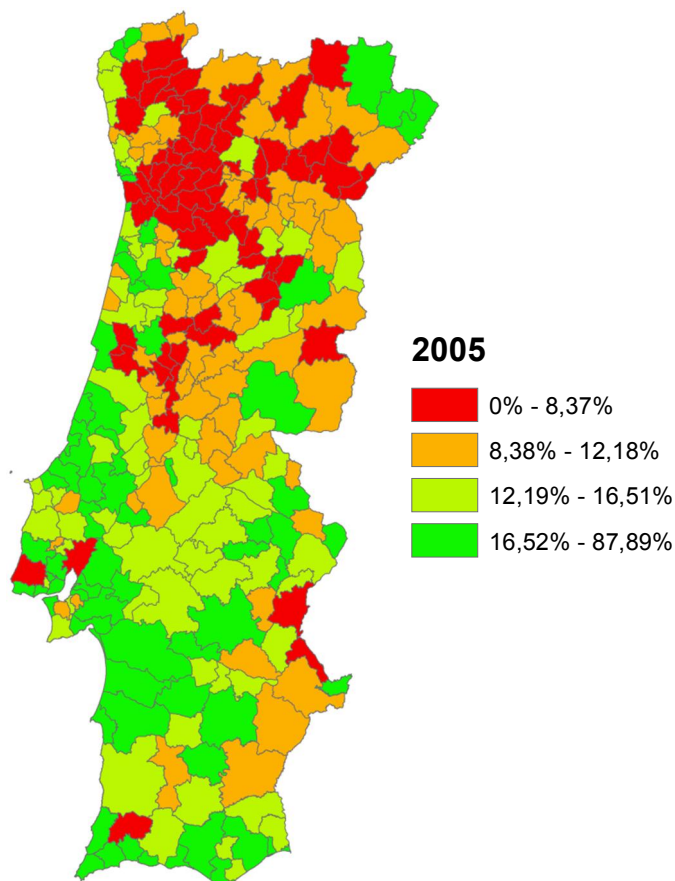 2005
0% - 8,37%
8,38% - 12,18%
12,19% - 16,51%
16,52% - 87,89%